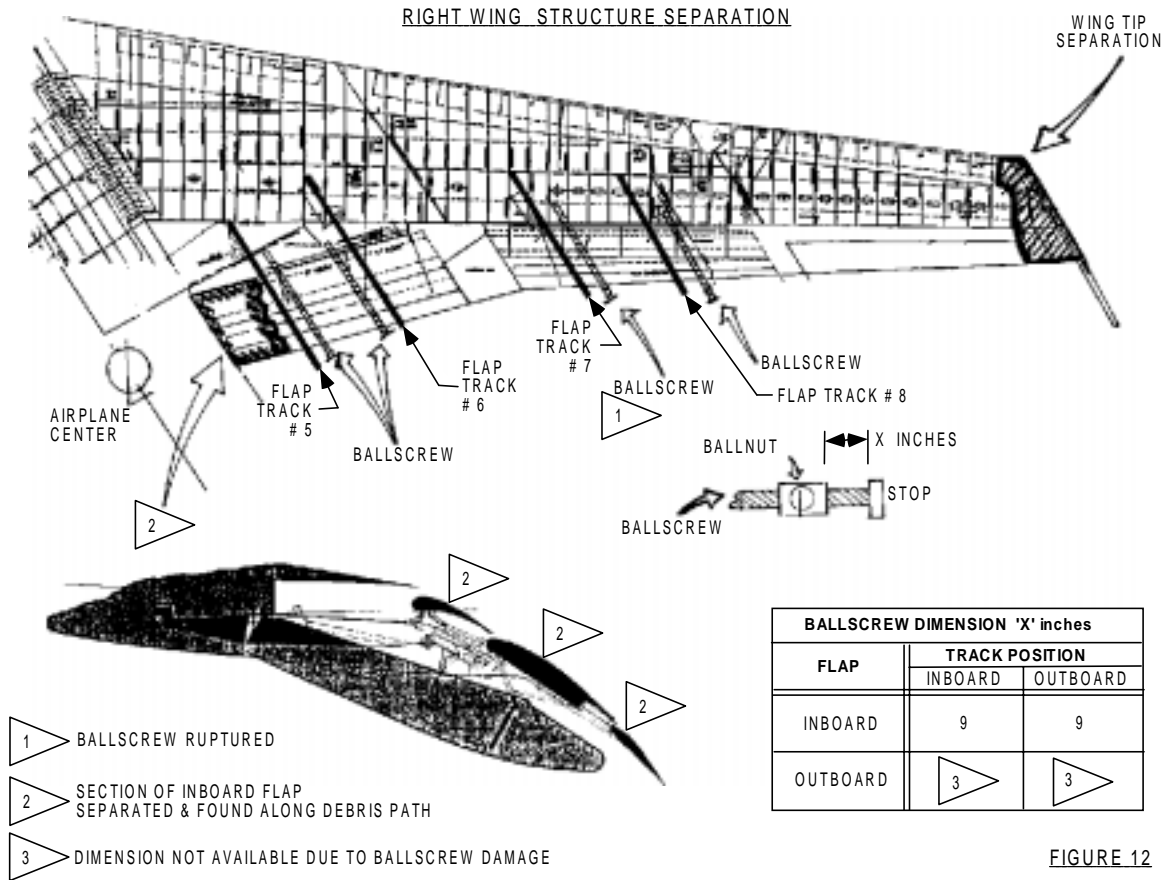 RIGHT WING STRUCTURE SEPARATION
WING TIP
SEPARATION
FLAP
TRACK
# 7
BALLSCREW
FLAP
TRACK
# 6
BALLSCREW
FLAP TRACK # 8
FLAP
TRACK
# 5
1
AIRPLANE
CENTER
BALLSCREW
X INCHES
BALLNUT
STOP
2
BALLSCREW
2
2
2
BALLSCREW DIMENSION 'X' inches
FLAP
TRACK POSITION
INBOARD OUTBOARD
INBOARD 9 9
OUTBOARD 3 3
1 BALLSCREW RUPTURED
2 SECTION OF INBOARD FLAP
SEPARATED & FOUND ALONG DEBRIS PATH
3 DIMENSION NOT AVAILABLE DUE TO BALLSCREW DAMAGE
FIGURE 12